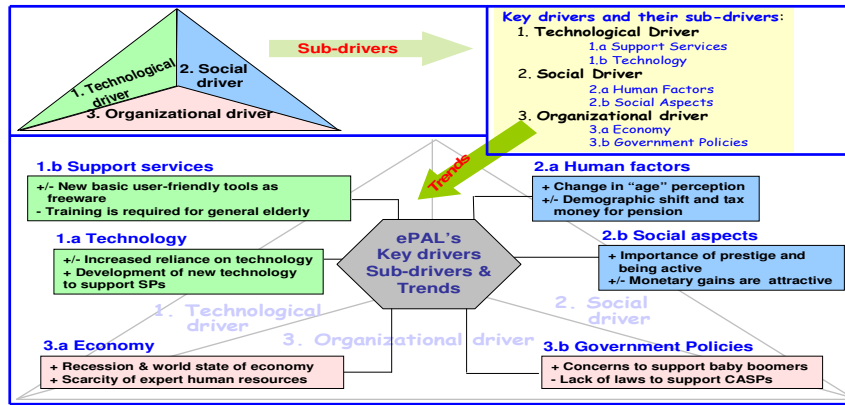 1. Technological
driver
2. Social
driver
3. Organizational driver
Sub-drivers
Key drivers and their sub-drivers:
1. Technological Driver
1.a Support Services
1.b Technology
2. Social Driver
2.a Human Factors
2.b Social Aspects
3. Organizational driver
3.a Economy
3.b Government Policies
Trends
1.b Support services
+/- New basic user-friendly tools as
freeware
- Training is required for general elderly
2.a Human factors
+ Change in “age” perception
+/- Demographic shift and tax
money for pension
1.a Technology
+/- Increased reliance on technology
+ Development of new technology
to support SPs
ePAL’s
Key drivers
Sub-drivers &
Trends
2.b Social aspects
+ Importance of prestige and
being active
+/- Monetary gains are attractive
1. Technological
driver
2. Social
driver
3. Organizational driver
3.a Economy
+ Recession & world state of economy
+ Scarcity of expert human resources
3.b Government Policies
+ Concerns to support baby boomers
- Lack of laws to support CASPs